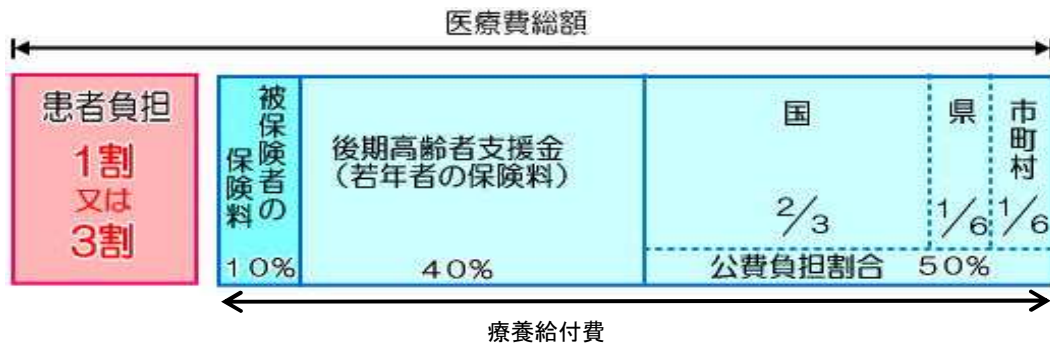 医療費総額
患者負担
1割
又は
3割
被保険者の
保険料
10%
後期高齢者支援金
(若年者の保険料)
40%
国
2/3
県
1/6
市町村
1/6
公費負担割合 50%
療養給付費